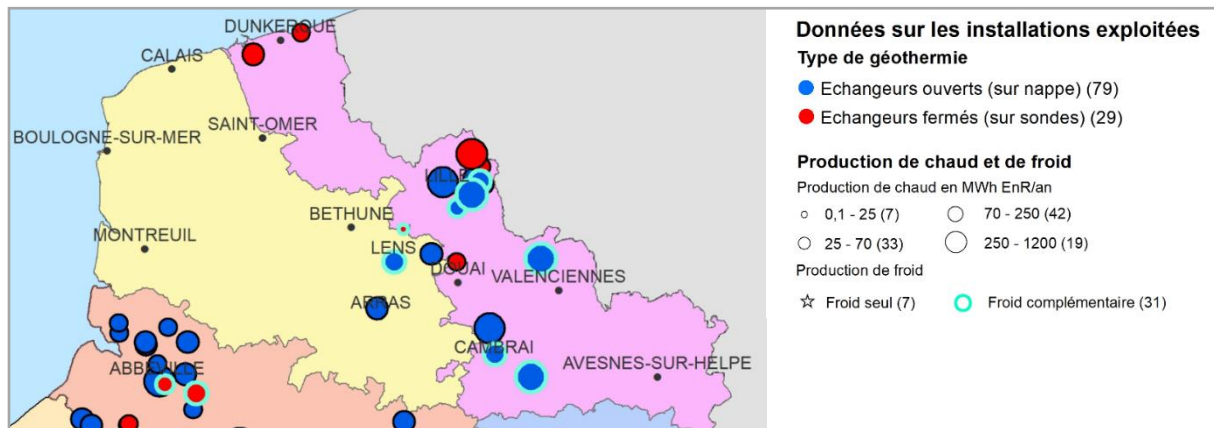 DUNKERQUE
CALAIS
SAINT-OMER
BOULOGNE-SUR-MER
LILLE
BETHUNE
MONTREUIL
LENS
DOUAI
VALENCIENNES
ARRAS
CAMBRAI
ABBEVILLE
AVESNES-SUR-HELPE
Données sur les installations exploitées
Type de géothermie
Echangeurs ouverts (sur nappe) (79)
Echangeurs fermés (sur sondes) (29)
Production de chaud et de froid
Production de chaud en MWh EnR/an
0,1 - 25 (7) 70 - 250 (42)
25 - 70 (33) 250 - 1200 (19)
Production de froid
Froid seul (7) Froid complémentaire (31)